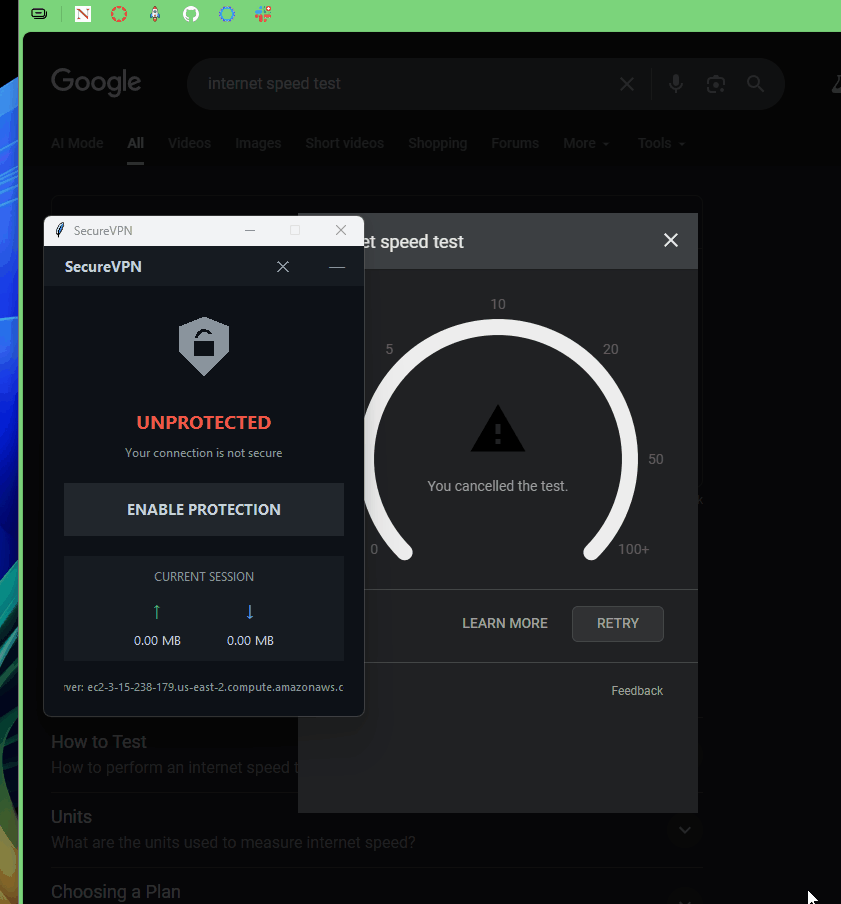 Google
internet speed test
AI Mode
All
Videos
Images
Short videos
Shopping
Forums
More
Tools
SecureVPN
SecureVPN
UNPROTECTED
Your connection is not secure
ENABLE PROTECTION
CURRENT SESSION
↑ ↓
0.00 MB 0.00 MB
rver: ec2-3-15-238-179.us-east-2.compute.amazonaws.c
et speed test
10
5 20
50
You cancelled the test.
0 100+
LEARN MORE
RETRY
Feedback
How to Test
How to perform an internet speed t
Units
What are the units used to measure internet speed?
Choosing a Plan